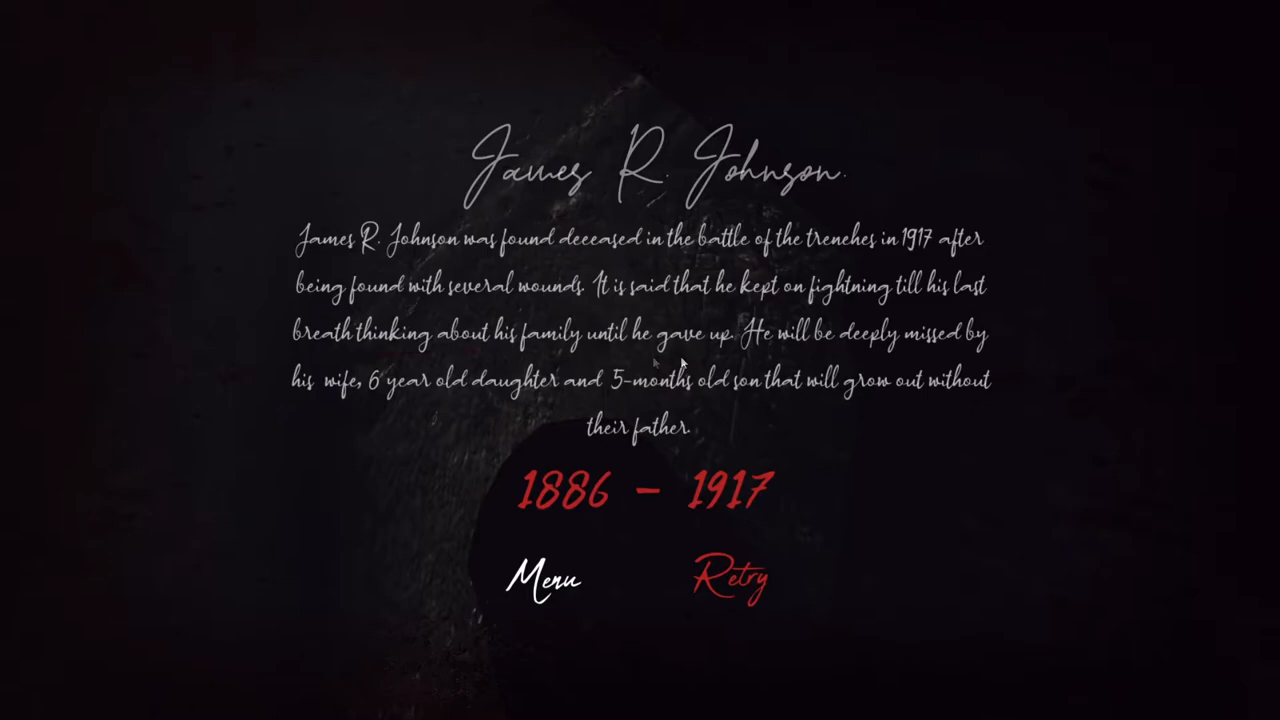 James R. Johnson.
James R. Johnson was found deceased in the battle of the trenches in 1917 after
being found with several wounds. It is said that he kept on fightning till his last
breath thinking about his family until he gave up. He will be deeply missed by
his wife, 6 year old daughter and 5-months old son that will grow out without
their father.
1886 - 1917
Menu Retry